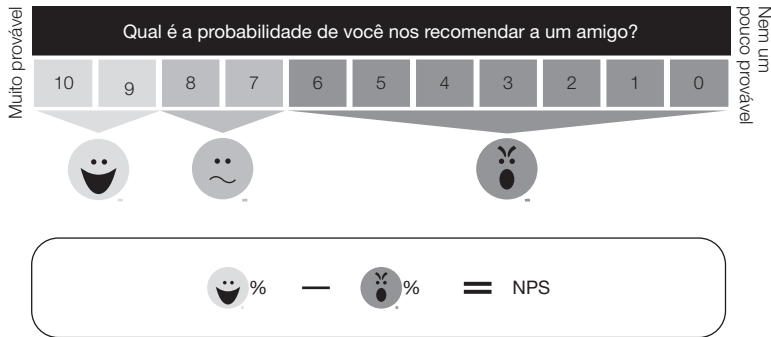 Muito provável
Qual é a probabilidade de você nos recomendar a um amigo?
Nem um
pouco provável
10 9 8 7 6 5 4 3 2 1 0
% — % = NPS